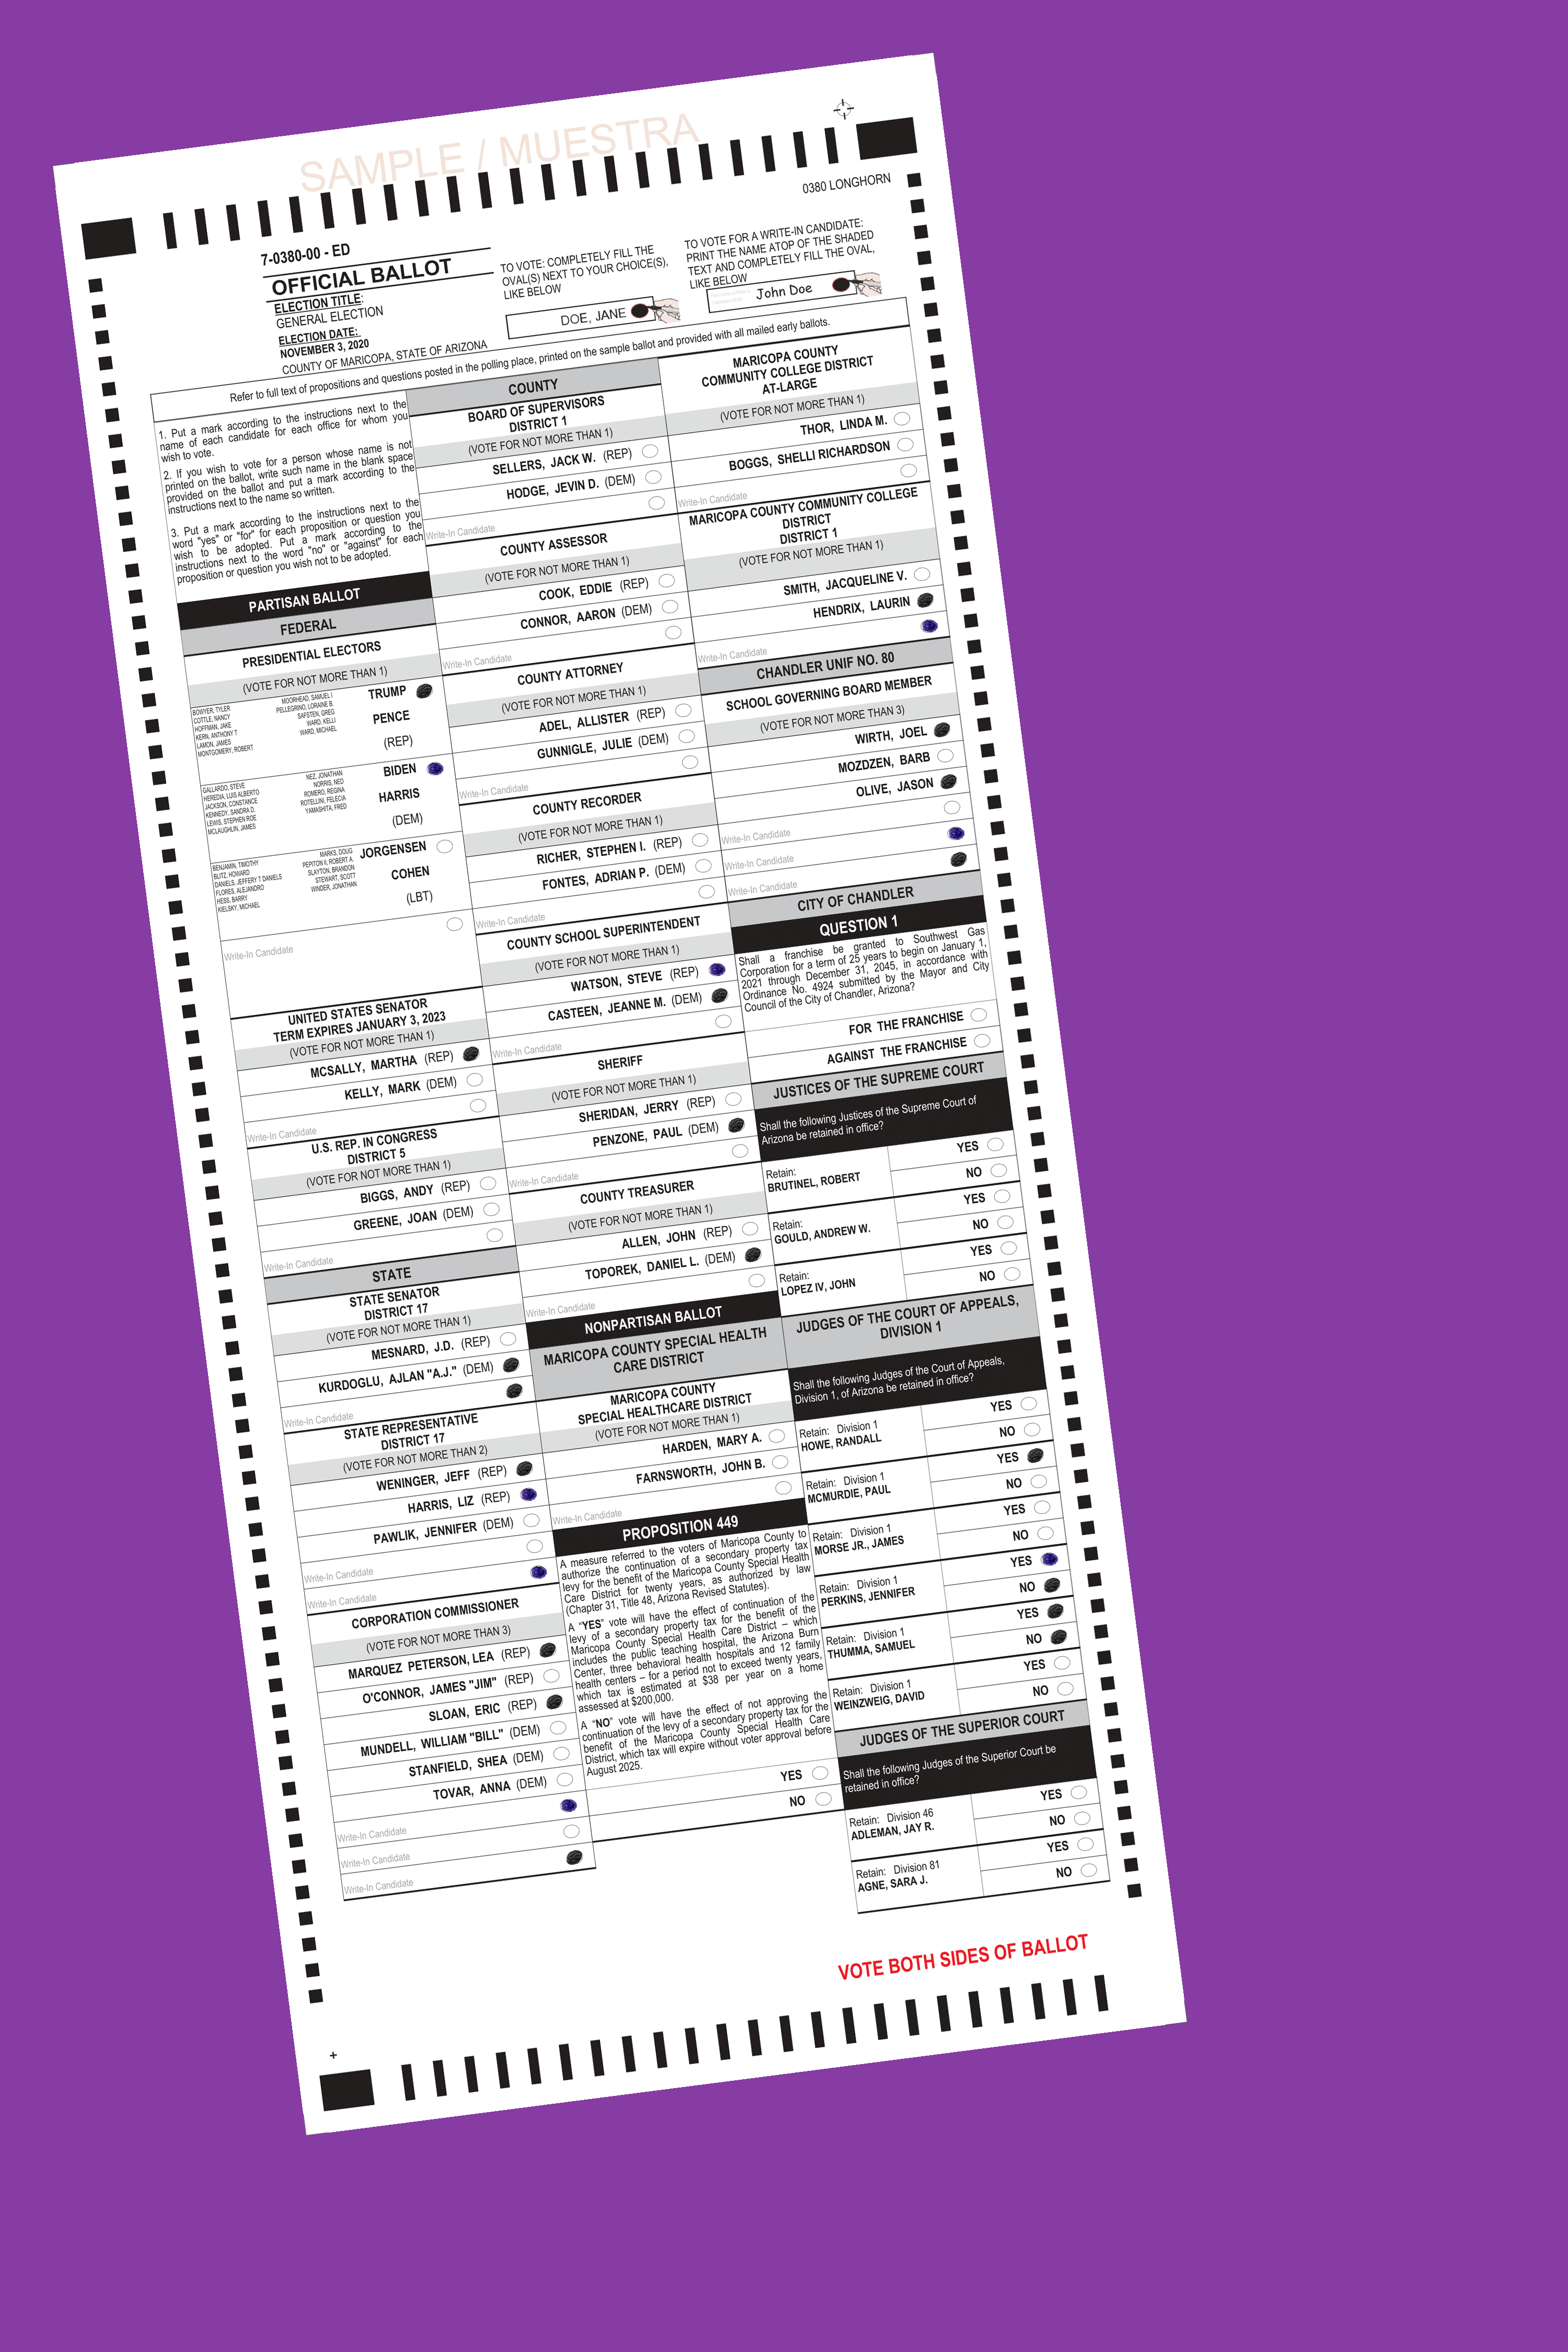 SAMPLE / MUESTRA
0380 LONGHORN
7-0380-00 - ED
OFFICIAL BALLOT
ELECTION TITLE:
GENERAL ELECTION
ELECTION DATE:
NOVEMBER 3, 2020
COUNTY OF MARICOPA, STATE OF ARIZONA
TO VOTE: COMPLETELY FILL THE
OVAL(S) NEXT TO YOUR CHOICE(S),
LIKE BELOW
DOE, JANE
TO VOTE FOR A WRITE-IN CANDIDATE:
PRINT THE NAME ATOP OF THE SHADED
TEXT AND COMPLETELY FILL THE OVAL,
LIKE BELOW
John Doe
Refer to full text of propositions and questions posted in the polling place, printed on the sample ballot and provided with all mailed early ballots.
1. Put a mark according to the instructions next to the
name of each candidate for each office for whom you
wish to vote.
2. If you wish to vote for a person whose name is not
printed on the ballot, write such name in the blank space
provided on the ballot and put a mark according to the
instructions next to the name so written.
3. Put a mark according to the instructions next to the
word "yes" or "for" for each proposition or question you
wish to be adopted. Put a mark according to the
instructions next to the word "no" or "against" for each
proposition or question you wish not to be adopted.
PARTISAN BALLOT
FEDERAL
PRESIDENTIAL ELECTORS
(VOTE FOR NOT MORE THAN 1)
BOWYER, TYLER
COTTLE, NANCY
HOFFMAN, JAKE
KERN, ANTHONY T
LAMON, JAMES
MONTGOMERY, ROBERT
MOORHEAD, SAMUEL I
PELLEGRINO, LORAINE B.
SAFSTEN, GREG
WARD, KELLI
WARD, MICHAEL
TRUMP
PENCE
(REP)
GALLARDO, STEVE
HEREDIA, LUIS ALBERTO
JACKSON, CONSTANCE
KENNEDY, SANDRA D.
LEWIS, STEPHEN ROE
MCLAUGHLIN, JAMES
NEZ, JONATHAN
NORRIS, NED
ROMERO, REGINA
ROTELLINI, FELECIA
YAMASHITA, FRED
BIDEN
HARRIS
(DEM)
BENJAMIN, TIMOTHY
BLITZ, HOWARD
DANIELS, JEFFERY T DANIELS
FLORES, ALEJANDRO
HESS, BARRY
KIELSKY, MICHAEL
MARKS, DOUG
PEPITON II, ROBERT A.
SLAYTON, BRANDON
STEWART, SCOTT
WINDER, JONATHAN
JORGENSEN
COHEN
(LBT)
Write-In Candidate
UNITED STATES SENATOR
TERM EXPIRES JANUARY 3, 2023
(VOTE FOR NOT MORE THAN 1)
MCSALLY, MARTHA (REP)
KELLY, MARK (DEM)
Write-In Candidate
U.S. REP. IN CONGRESS
DISTRICT 5
(VOTE FOR NOT MORE THAN 1)
BIGGS, ANDY (REP)
GREENE, JOAN (DEM)
Write-In Candidate
STATE
STATE SENATOR
DISTRICT 17
(VOTE FOR NOT MORE THAN 1)
MESNARD, J.D. (REP)
KURDOGLU, AJLAN "A.J." (DEM)
Write-In Candidate
STATE REPRESENTATIVE
DISTRICT 17
(VOTE FOR NOT MORE THAN 2)
WENINGER, JEFF (REP)
HARRIS, LIZ (REP)
PAWLIK, JENNIFER (DEM)
Write-In Candidate
Write-In Candidate
CORPORATION COMMISSIONER
(VOTE FOR NOT MORE THAN 3)
MARQUEZ PETERSON, LEA (REP)
O'CONNOR, JAMES "JIM" (REP)
SLOAN, ERIC (REP)
MUNDELL, WILLIAM "BILL" (DEM)
STANFIELD, SHEA (DEM)
TOVAR, ANNA (DEM)
Write-In Candidate
Write-In Candidate
Write-In Candidate
COUNTY
BOARD OF SUPERVISORS
DISTRICT 1
(VOTE FOR NOT MORE THAN 1)
SELLERS, JACK W. (REP)
HODGE, JEVIN D. (DEM)
Write-In Candidate
COUNTY ASSESSOR
(VOTE FOR NOT MORE THAN 1)
COOK, EDDIE (REP)
CONNOR, AARON (DEM)
Write-In Candidate
COUNTY ATTORNEY
(VOTE FOR NOT MORE THAN 1)
ADEL, ALLISTER (REP)
GUNNIGLE, JULIE (DEM)
Write-In Candidate
COUNTY RECORDER
(VOTE FOR NOT MORE THAN 1)
RICHER, STEPHEN I. (REP)
FONTES, ADRIAN P. (DEM)
Write-In Candidate
COUNTY SCHOOL SUPERINTENDENT
(VOTE FOR NOT MORE THAN 1)
WATSON, STEVE (REP)
CASTEEN, JEANNE M. (DEM)
Write-In Candidate
SHERIFF
(VOTE FOR NOT MORE THAN 1)
SHERIDAN, JERRY (REP)
PENZONE, PAUL (DEM)
Write-In Candidate
COUNTY TREASURER
(VOTE FOR NOT MORE THAN 1)
ALLEN, JOHN (REP)
TOPOREK, DANIEL L. (DEM)
Write-In Candidate
NONPARTISAN BALLOT
MARICOPA COUNTY SPECIAL HEALTH
CARE DISTRICT
MARICOPA COUNTY
SPECIAL HEALTHCARE DISTRICT
(VOTE FOR NOT MORE THAN 1)
HARDEN, MARY A.
FARNSWORTH, JOHN B.
Write-In Candidate
PROPOSITION 449
A measure referred to the voters of Maricopa County to
authorize the continuation of a secondary property tax
levy for the benefit of the Maricopa County Special Health
Care District for twenty years, as authorized by law
(Chapter 31, Title 48, Arizona Revised Statutes).
A “YES” vote will have the effect of continuation of the
levy of a secondary property tax for the benefit of the
Maricopa County Special Health Care District – which
includes the public teaching hospital, the Arizona Burn
Center, three behavioral health hospitals and 12 family
health centers – for a period not to exceed twenty years,
which tax is estimated at $38 per year on a home
assessed at $200,000.
A “NO” vote will have the effect of not approving the
continuation of the levy of a secondary property tax for the
benefit of the Maricopa County Special Health Care
District, which tax will expire without voter approval before
August 2025.
YES
NO
MARICOPA COUNTY
COMMUNITY COLLEGE DISTRICT
AT-LARGE
(VOTE FOR NOT MORE THAN 1)
THOR, LINDA M.
BOGGS, SHELLI RICHARDSON
Write-In Candidate
MARICOPA COUNTY COMMUNITY COLLEGE
DISTRICT
DISTRICT 1
(VOTE FOR NOT MORE THAN 1)
SMITH, JACQUELINE V.
HENDRIX, LAURIN
Write-In Candidate
CHANDLER UNIF NO. 80
SCHOOL GOVERNING BOARD MEMBER
(VOTE FOR NOT MORE THAN 3)
WIRTH, JOEL
MOZDZEN, BARB
OLIVE, JASON
Write-In Candidate
Write-In Candidate
Write-In Candidate
CITY OF CHANDLER
QUESTION 1
Shall a franchise be granted to Southwest Gas
Corporation for a term of 25 years to begin on January 1,
2021 through December 31, 2045, in accordance with
Ordinance No. 4924 submitted by the Mayor and City
Council of the City of Chandler, Arizona?
FOR THE FRANCHISE
AGAINST THE FRANCHISE
JUSTICES OF THE SUPREME COURT
Shall the following Justices of the Supreme Court of
Arizona be retained in office?
Retain:
BRUTINEL, ROBERT
YES
NO
Retain:
GOULD, ANDREW W.
YES
NO
Retain:
LOPEZ IV, JOHN
YES
NO
JUDGES OF THE COURT OF APPEALS,
DIVISION 1
Shall the following Judges of the Court of Appeals,
Division 1, of Arizona be retained in office?
Retain: Division 1
HOWE, RANDALL
YES
NO
Retain: Division 1
MCMURDIE, PAUL
YES
NO
Retain: Division 1
MORSE JR., JAMES
YES
NO
Retain: Division 1
PERKINS, JENNIFER
YES
NO
Retain: Division 1
THUMMA, SAMUEL
YES
NO
Retain: Division 1
WEINZWEIG, DAVID
YES
NO
JUDGES OF THE SUPERIOR COURT
Shall the following Judges of the Superior Court be
retained in office?
Retain: Division 46
ADLEMAN, JAY R.
YES
NO
Retain: Division 81
AGNE, SARA J.
YES
NO
VOTE BOTH SIDES OF BALLOT